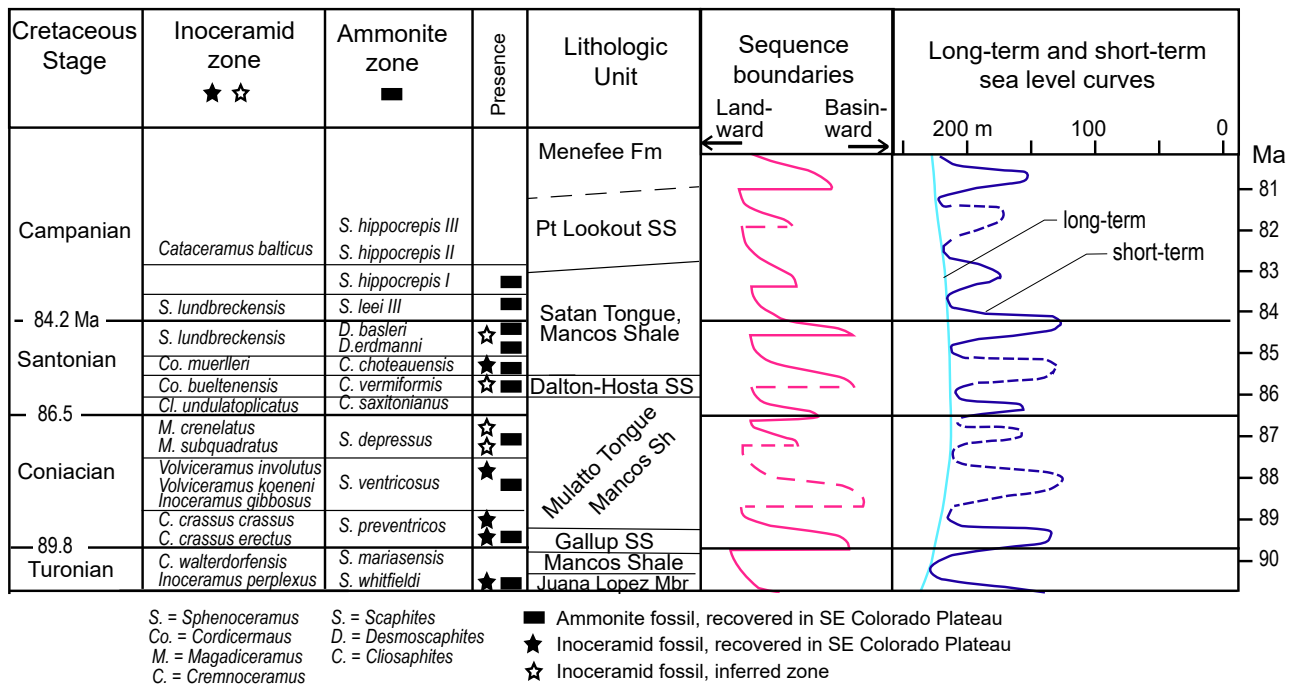 Cretaceous
Stage
Inoceramid
zone
Ammonite
zone
Presence
Lithologic
Unit
Sequence
boundaries
Land-
ward
Basin-
ward
Long-term and short-term
sea level curves
200 m
100
0
Ma
Campanian
84.2 Ma
Santonian
86.5
Coniacian
89.8
Turonian
Cataceramus balticus
S. lundbreckensis
S. lundbreckensis
Co. muerlleri
Co. bueltenensis
Cl. undulatoplicatus
M. crenelatus
M. subquadratus
Volviceramus involutus
Volviceramus koeneni
Inoceramus gibbosus
C. crassus crassus
C. crassus erectus
C. walterdorfensis
Inoceramus perplexus
S. hippocrepis III
S. hippocrepis II
S. hippocrepis I
S. leei III
D. basleri
D.erdmanni
C. choteauensis
C. vermiformis
C. saxitonianus
S. depressus
S. ventricosus
S. preventricos
S. mariasensis
S. whitfieldi
Menefee Fm
Pt Lookout SS
Satan Tongue,
Mancos Shale
Dalton-Hosta SS
Mulatto Tongue
Mancos Sh
Gallup SS
Mancos Shale
Juana Lopez Mbr
long-term
short-term
81
82
83
84
85
86
87
88
89
90
S. = Sphenoceramus
Co. = Cordicermaus
M. = Magadiceramus
C. = Cremnoceramus
S. = Scaphites
D. = Desmoscaphites
C. = Cliosaphites
Ammonite fossil, recovered in SE Colorado Plateau
Inoceramid fossil, recovered in SE Colorado Plateau
Inoceramid fossil, inferred zone